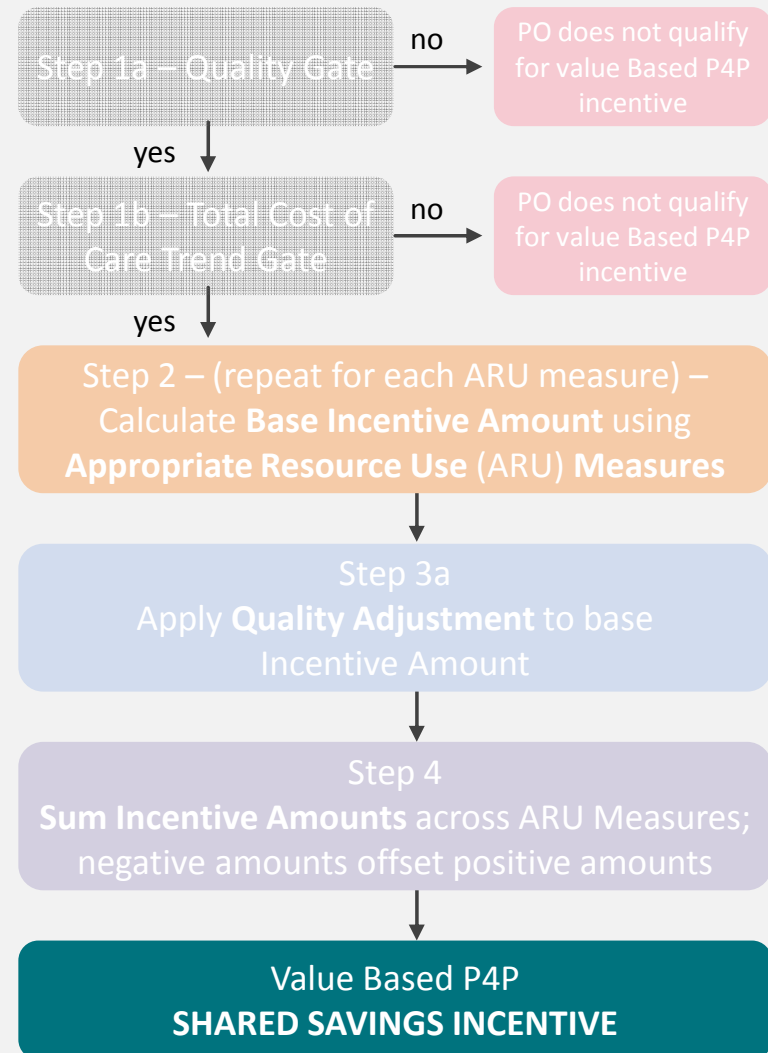 Step 1a – Quality Gate
no
PO does not qualify
for value Based P4P
incentive
yes
Step 1b – Total Cost of
Care Trend Gate
no
PO does not qualify
for value Based P4P
incentive
yes
Step 2 – (repeat for each ARU measure) –
Calculate Base Incentive Amount using
Appropriate Resource Use (ARU) Measures
Step 3a
Apply Quality Adjustment to base
Incentive Amount
Step 4
Sum Incentive Amounts across ARU Measures;
negative amounts offset positive amounts
Value Based P4P
SHARED SAVINGS INCENTIVE